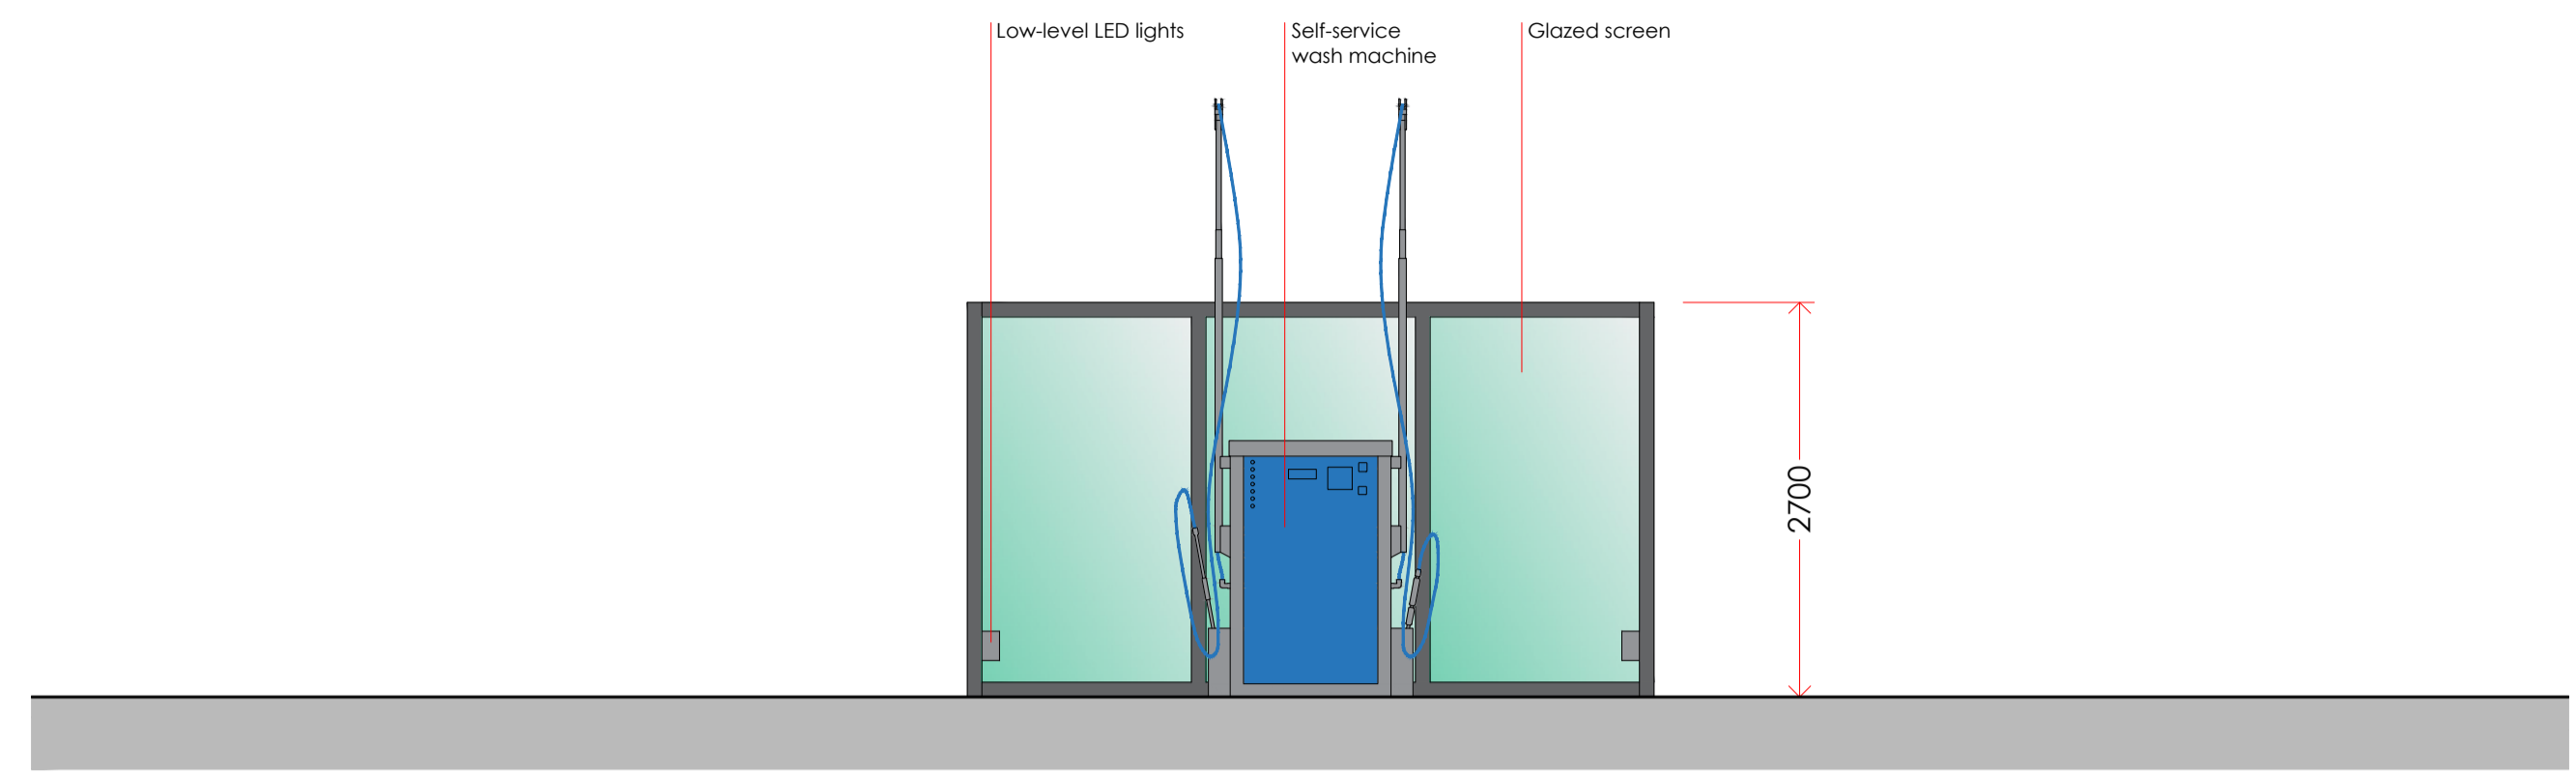 Low-level LED lights
Self-service
wash machine
Glazed screen
2700